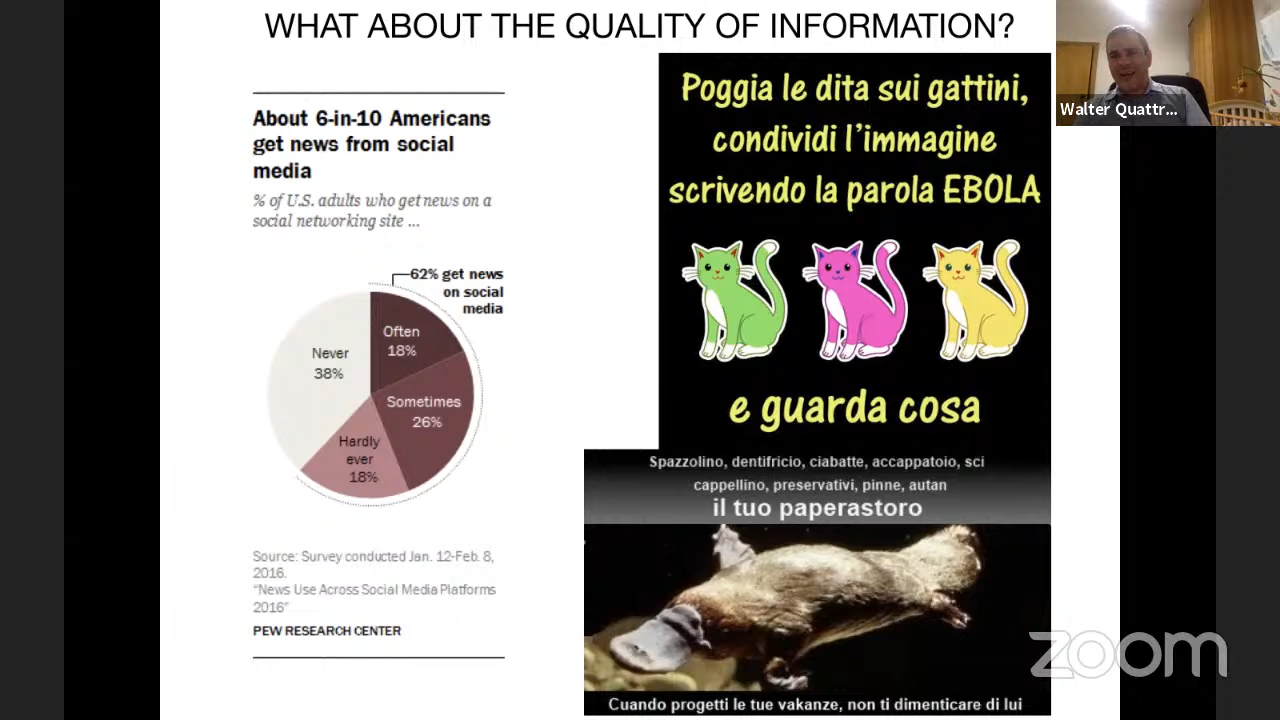 WHAT ABOUT THE QUALITY OF INFORMATION?
About 6-in-10 Americans
get news from social
media
% of U.S. adults who get news on a
social networking site ...
62% get news
on social
media
Often
18%
Never
38%
Sometimes
26%
Hardly
ever
18%
Source: Survey conducted Jan. 12-Feb. 8,
2016.
"News Use Across Social Media Platforms
2016"
PEW RESEARCH CENTER
Poggia le dita sui gattini,
condividi l'immagine
scrivendo la parola EBOLA
e guarda cosa
Spazzolino, dentifricio, ciabatte, accappatoio, sci
cappellino, preservativi, pinne, autan
il tuo paperastoro
Cuando progetti le tue vakanze, non ti dimenticare di lui
Walter Quattr...
zoom